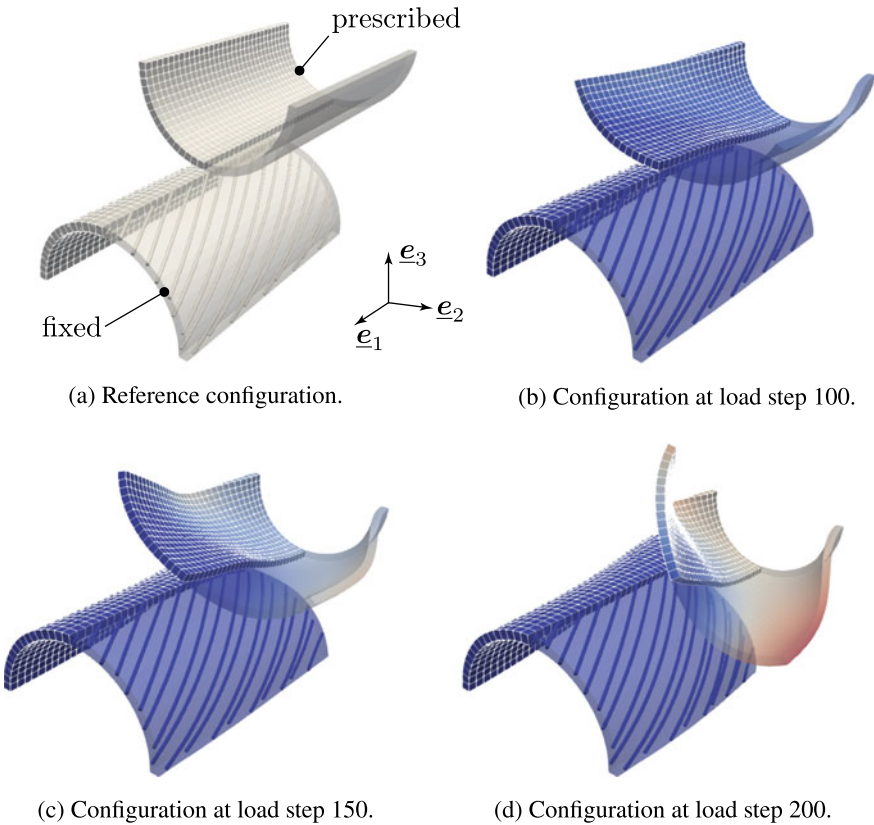 prescribed
e3
fixed
e2
e1
(a) Reference configuration.
(b) Configuration at load step 100.
(c) Configuration at load step 150.
(d) Configuration at load step 200.